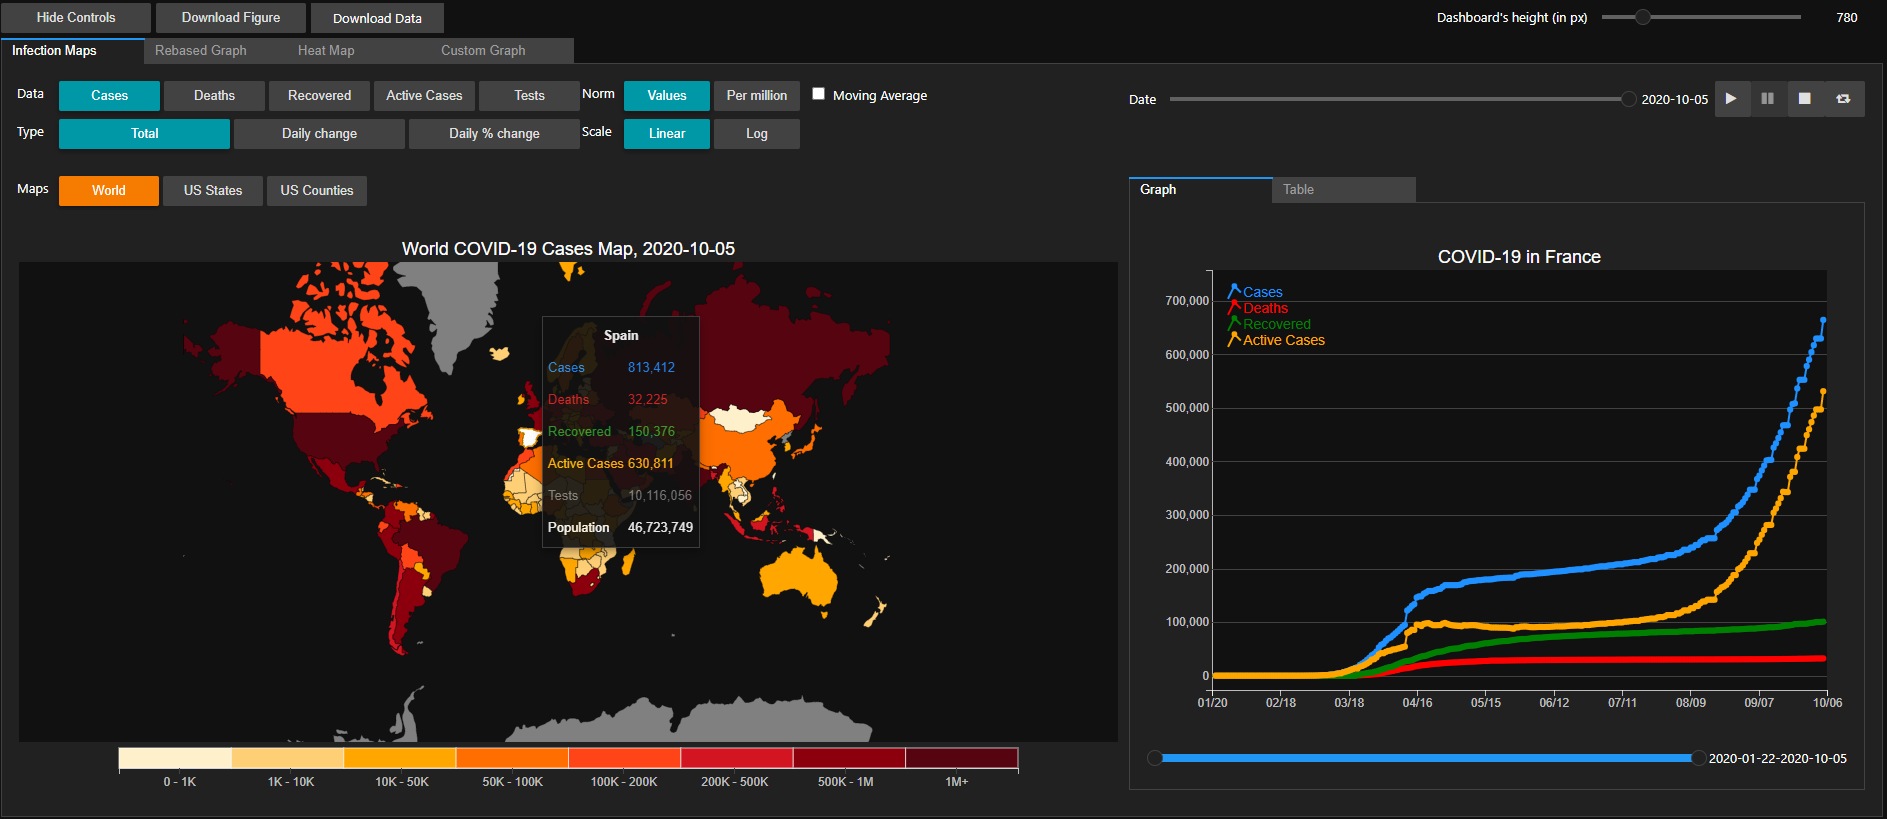 Hide Controls Download Figure Download Data Dashboard's height (in px) 780
Infection Maps Rebased Graph Heat Map Custom Graph
Data Cases Deaths Recovered Active Cases Tests Norm Values Per million Moving Average
Date 2020-10-05
Type Total Daily change Daily % change Scale Linear Log
Maps World US States US Counties
World COVID-19 Cases Map, 2020-10-05
Spain
Cases 813,412
Deaths 32,225
Recovered 150,376
Active Cases 630,811
Tests 10,116,056
Population 46,723,749
0 - 1K 1K - 10K 10K - 50K 50K - 100K 100K - 200K 200K - 500K 500K - 1M 1M+
Graph Table
COVID-19 in France
Cases
Deaths
Recovered
Active Cases
700,000
600,000
500,000
400,000
300,000
200,000
100,000
0
01/20 02/18 03/18 04/16 05/15 06/12 07/11 08/09 09/07 10/06
2020-01-22-2020-10-05